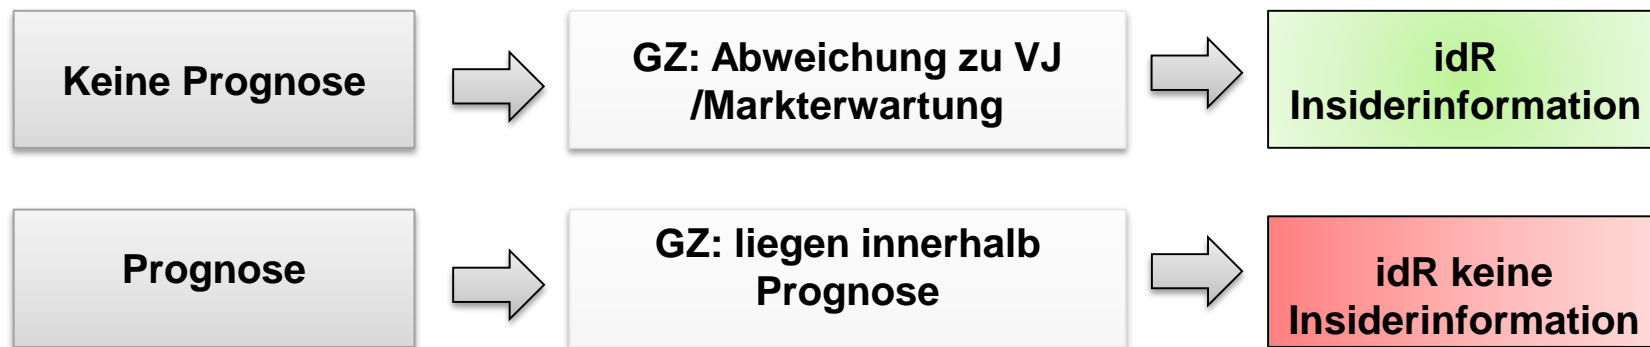 Keine Prognose
GZ: Abweichung zu VJ
/Markterwartung
idR
Insiderinformation
Prognose
GZ: liegen innerhalb
Prognose
idR keine
Insiderinformation